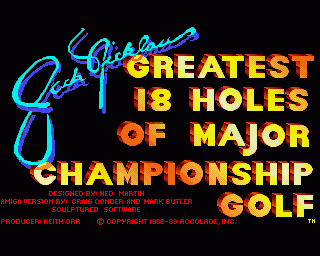 Jack Nicklaus
GREATEST
18 HOLES
OF MAJOR
CHAMPIONSHIP
GOLF
DESIGNED BY: NED MARTIN
AMIGA VERSION BY: CRAIG CONDER AND MARK BUTLER
SCULPTURED SOFTWARE
PRODUCER: KEITH ORR © COPYRIGHT 1988-89 ACCOLADE, INC. ™